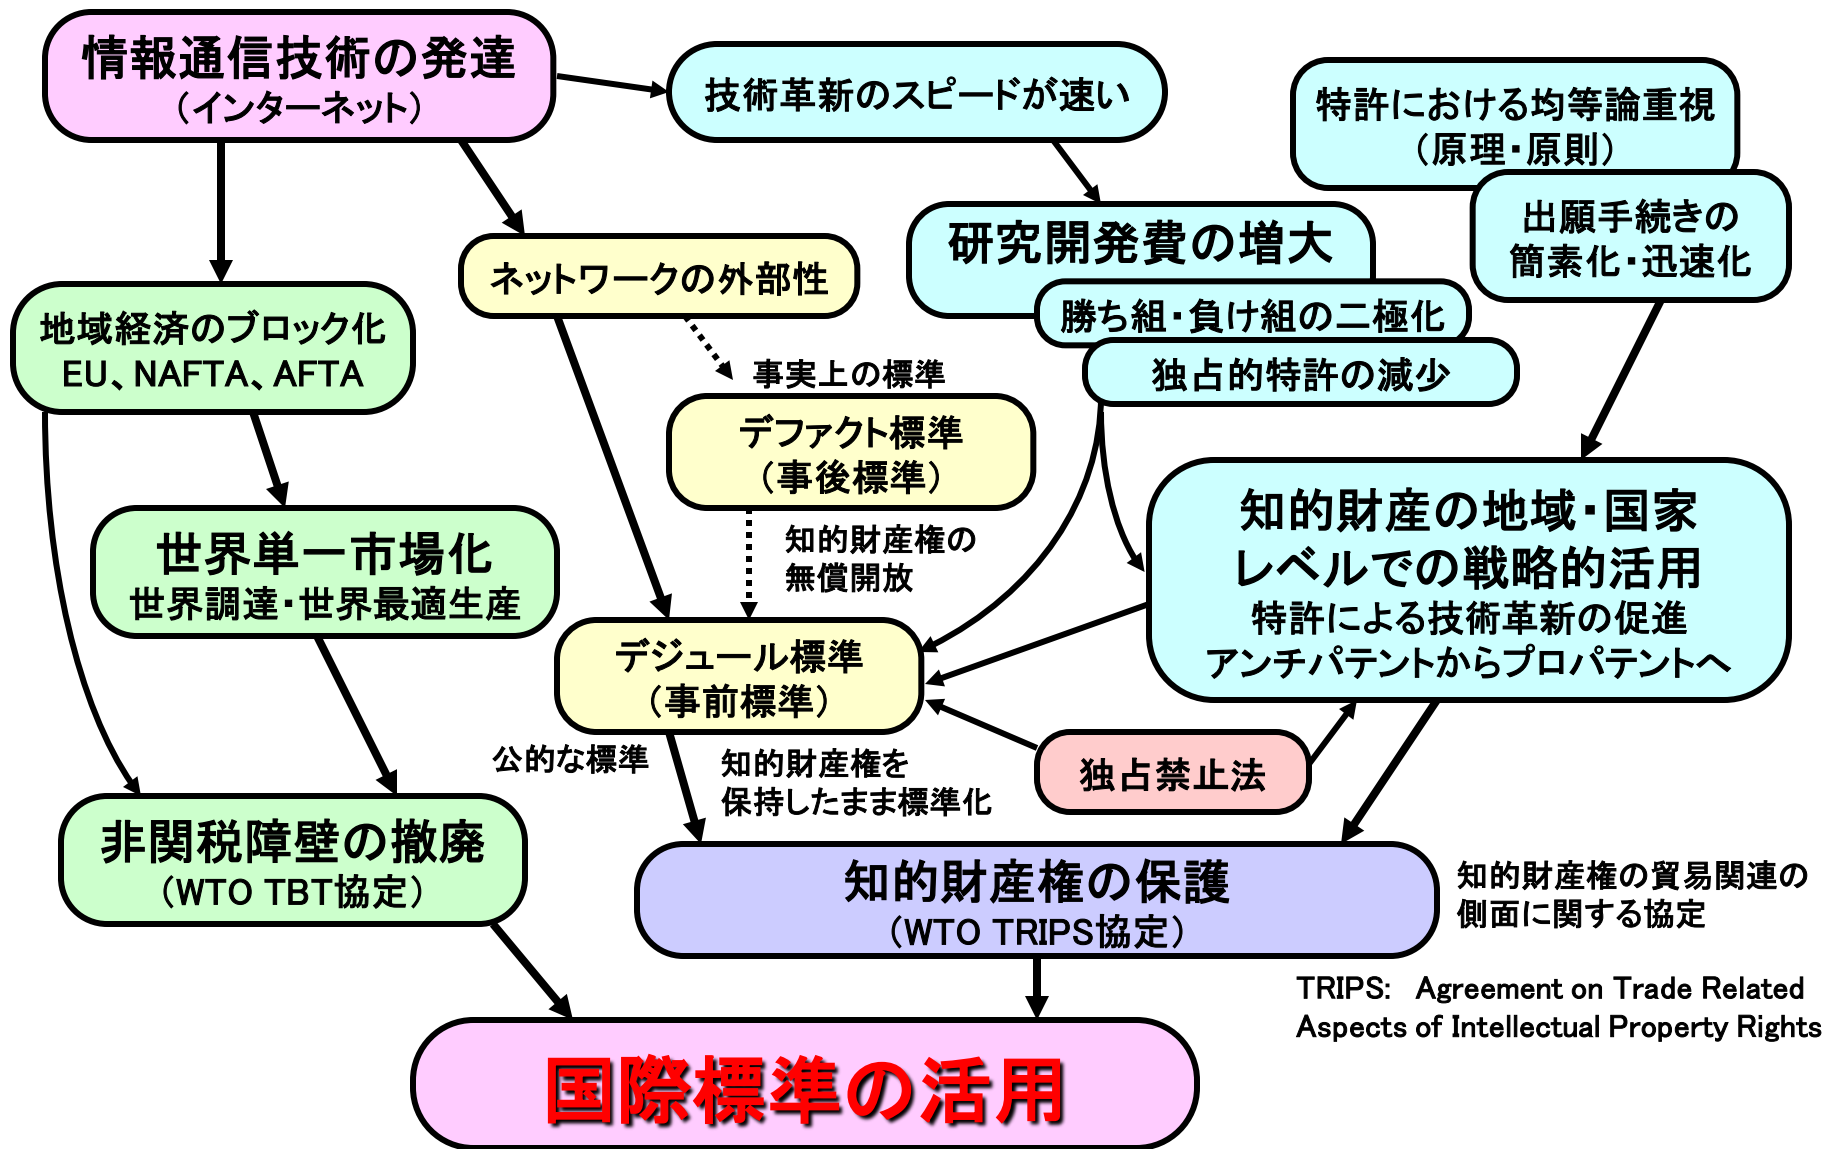 情報通信技術の発達
（インターネット）
技術革新のスピードが速い
特許における均等論重視
（原理・原則）
出願手続きの
簡素化・迅速化
研究開発費の増大
勝ち組・負け組の二極化
独占的特許の減少
ネットワークの外部性
地域経済のブロック化
EU、NAFTA、AFTA
事実上の標準
デファクト標準
（事後標準）
知的財産権の
無償開放
世界単一市場化
世界調達・世界最適生産
知的財産の地域・国家
レベルでの戦略的活用
特許による技術革新の促進
アンチパテントからプロパテントへ
デジュール標準
（事前標準）
公的な標準
知的財産権を
保持したまま標準化
独占禁止法
非関税障壁の撤廃
（WTO TBT協定）
知的財産権の保護
（WTO TRIPS協定）
知的財産権の貿易関連の
側面に関する協定
TRIPS: Agreement on Trade Related
Aspects of Intellectual Property Rights
国際標準の活用